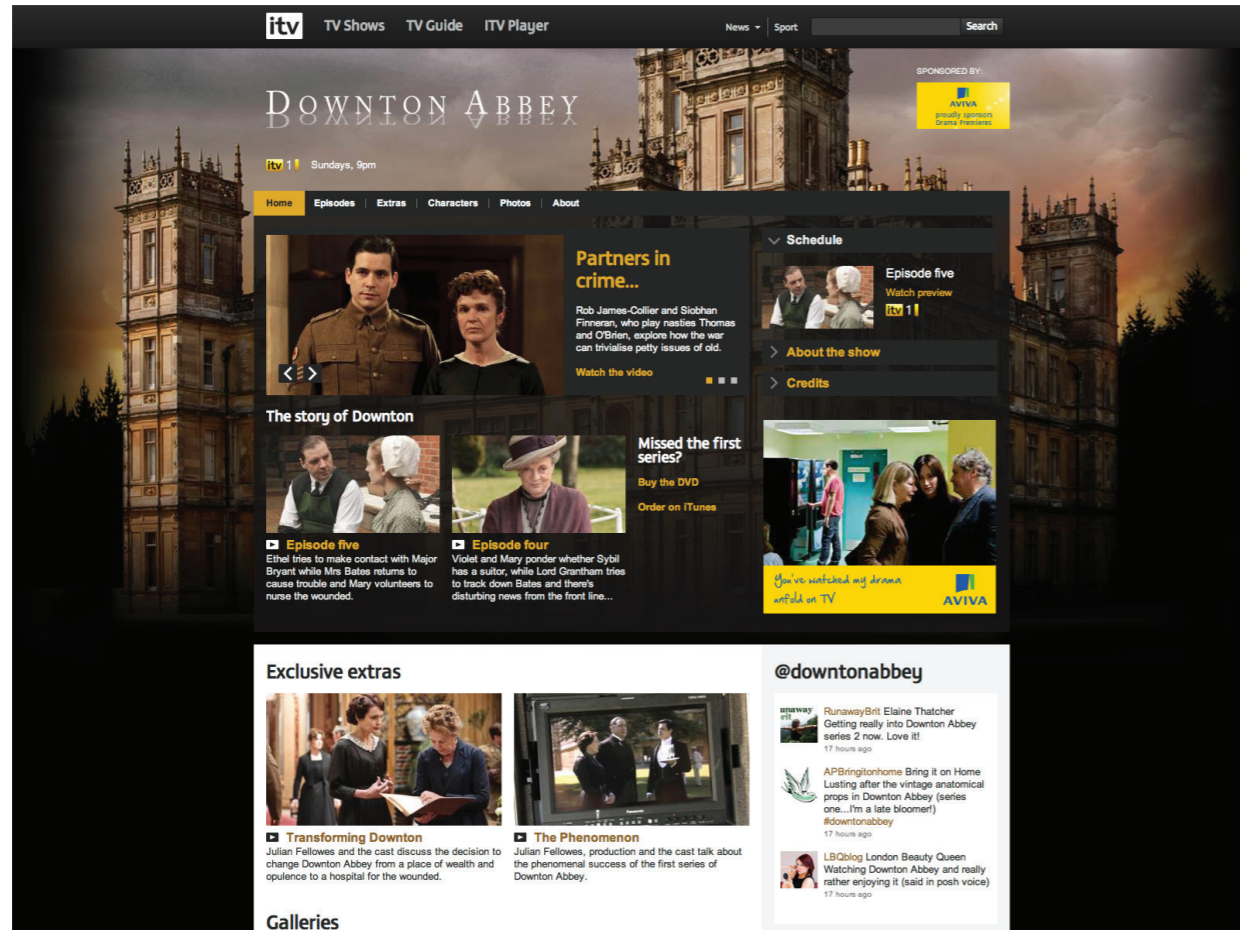 itv TV Shows TV Guide ITV Player News Sport Search
SPONSORED BY:
AVIVA
proudly sponsors
Drama Premieres
DOWNTON ABBEY
itv 1 Sundays, 9pm
Home Episodes Extras Characters Photos About
Partners in
crime...
Rob James-Collier and Siobhan
Finneran, who play nasties Thomas
and O'Brien, explore how the war
can trivialise petty issues of old.
Watch the video
Schedule
Episode five
Watch preview
itv 1
About the show
Credits
The story of Downton
Episode five
Ethel tries to make contact with Major
Bryant while Mrs Bates returns to
cause trouble and Mary volunteers to
nurse the wounded.
Episode four
Violet and Mary ponder whether Sybil
has a suitor, while Lord Grantham tries
to track down Bates and there's
disturbing news from the front line...
Missed the first
series?
Buy the DVD
Order on iTunes
You've watched my drama
unfold on TV
AVIVA
Exclusive extras
Transforming Downton
Julian Fellowes and the cast discuss the decision to
change Downton Abbey from a place of wealth and
opulence to a hospital for the wounded.
The Phenomenon
Julian Fellowes, production and the cast talk about
the phenomenal success of the first series of
Downton Abbey.
Galleries
@downtonabbey
RunawayBrit Elaine Thatcher
Getting really into Downton Abbey
series 2 now. Love it!
17 hours ago
APBringitonhome Bring it on Home
Lusting after the vintage anatomical
props in Downton Abbey (series
one...I'm a late bloomer!)
#downtonabbey
17 hours ago
LBQblog London Beauty Queen
Watching Downton Abbey and really
rather enjoying it (said in posh voice)
17 hours ago